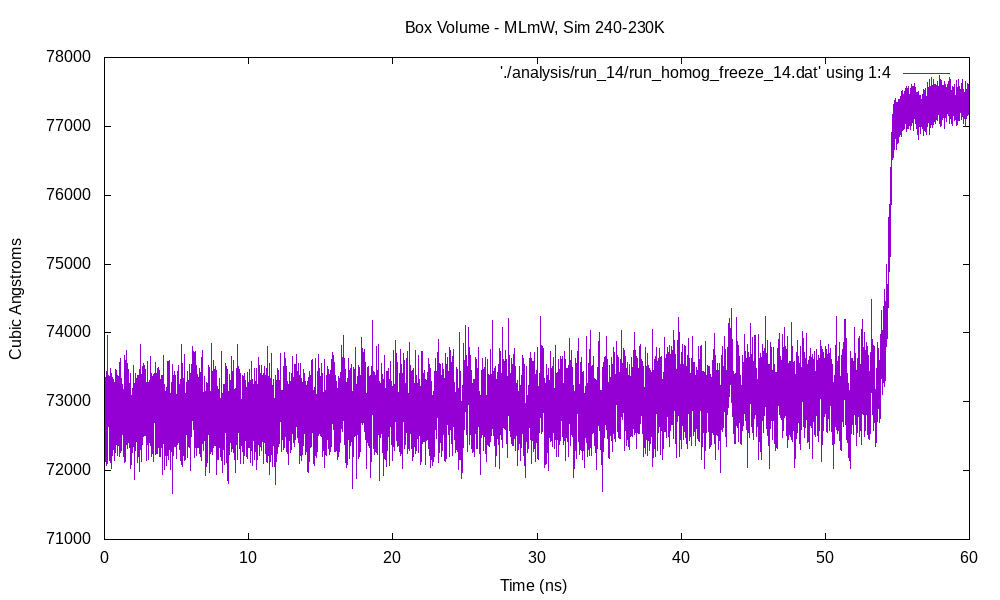 Box Volume - MLmW, Sim 240-230K
'./analysis/run_14/run_homog_freeze_14.dat' using 1:4
78000
77000
76000
75000
74000
73000
72000
71000
Cubic Angstroms
0 10 20 30 40 50 60
Time (ns)